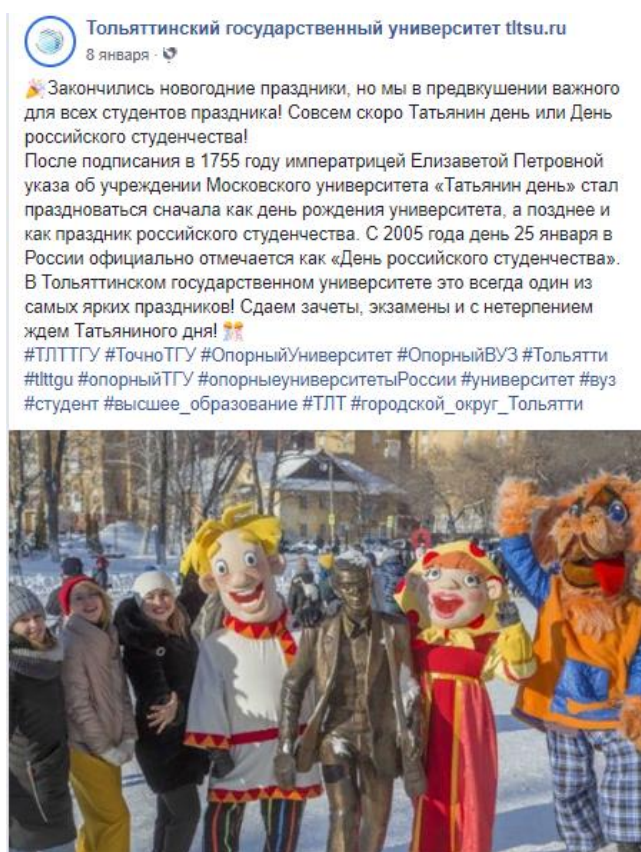 Тольяттинский государственный университет tltsu.ru
8 января ·
Закончились новогодние праздники, но мы в предвкушении важного
для всех студентов праздника! Совсем скоро Татьянин день или День
российского студенчества!
После подписания в 1755 году императрицей Елизаветой Петровной
указа об учреждении Московского университета «Татьянин день» стал
праздноваться сначала как день рождения университета, а позднее и
как праздник российского студенчества. С 2005 года день 25 января в
России официально отмечается как «День российского студенчества».
В Тольяттинском государственном университете это всегда один из
самых ярких праздников! Сдаем зачеты, экзамены и с нетерпением
ждем Татьяниного дня!
#ТЛТТГУ #ТочноТГУ #ОпорныйУниверситет #ОпорныйВУЗ #Тольятти
#tlttgu #опорныйТГУ #опорныеуниверситетыРоссии #университет #вуз
#студент #высшее_образование #ТЛТ #городской_округ_Тольятти